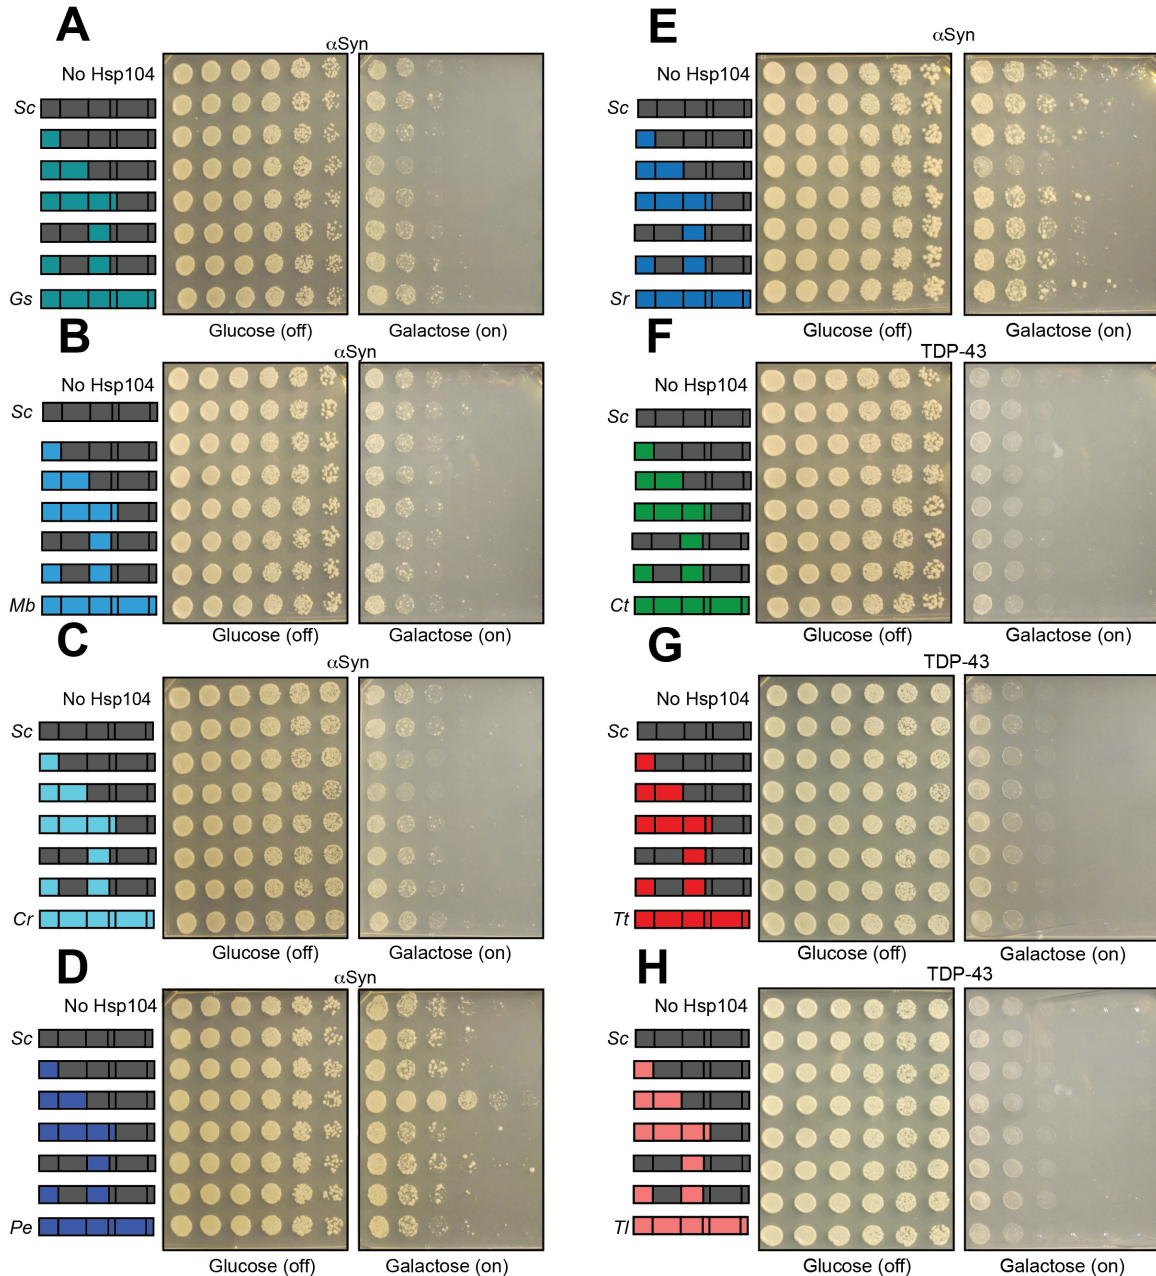 A
αSyn
No Hsp104
Sc
Gs
Glucose (off)
Galactose (on)
B
αSyn
No Hsp104
Sc
Mb
Glucose (off)
Galactose (on)
C
αSyn
No Hsp104
Sc
Cr
Glucose (off)
Galactose (on)
D
αSyn
No Hsp104
Sc
Pe
Glucose (off)
Galactose (on)
E
αSyn
No Hsp104
Sc
Sr
Glucose (off)
Galactose (on)
F
TDP-43
No Hsp104
Sc
Ct
Glucose (off)
Galactose (on)
G
TDP-43
No Hsp104
Sc
Tt
Glucose (off)
Galactose (on)
H
TDP-43
No Hsp104
Sc
Tl
Glucose (off)
Galactose (on)